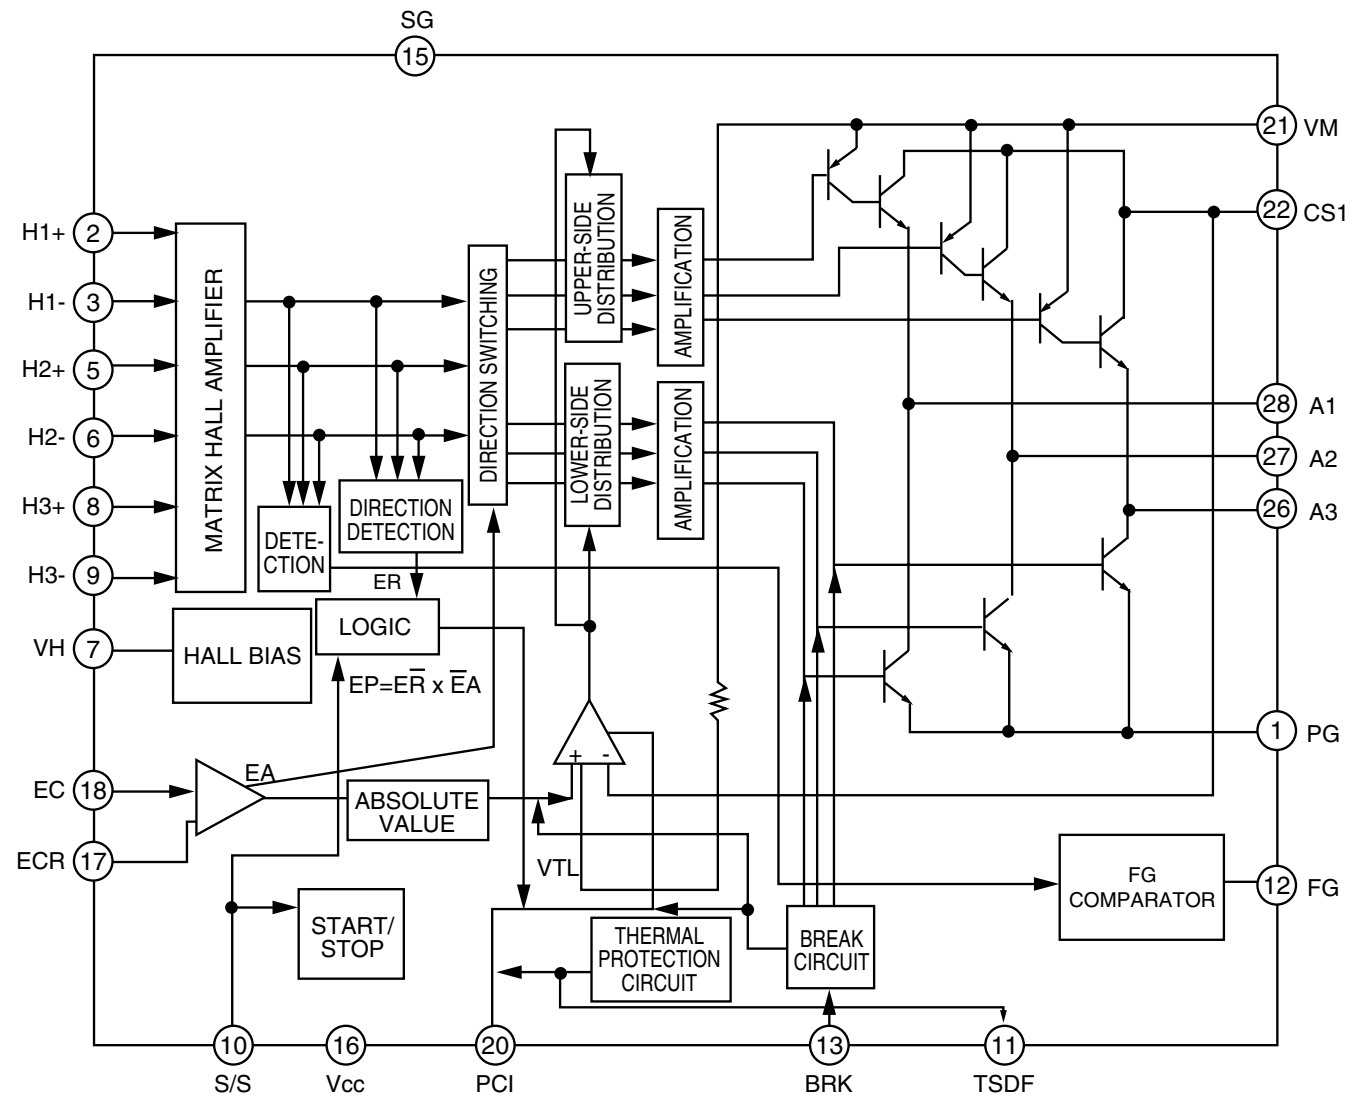 SG
15
21 VM
H1+ 2
H1- 3
H2+ 5
H2- 6
H3+ 8
H3- 9
VH 7
MATRIX HALL AMPLIFIER
DETE-
CTION
DIRECTION
DETECTION
ER
LOGIC
HALL BIAS
EP=ER̅ x E̅A
DIRECTION SWITCHING
UPPER-SIDE
DISTRIBUTION
AMPLIFICATION
LOWER-SIDE
DISTRIBUTION
AMPLIFICATION
22 CS1
28 A1
27 A2
26 A3
1 PG
EC 18
ECR 17
EA
ABSOLUTE
VALUE
+ -
VTL
START/
STOP
THERMAL
PROTECTION
CIRCUIT
BREAK
CIRCUIT
FG
COMPARATOR
12 FG
10
S/S
16
Vcc
20
PCI
13
BRK
11
TSDF